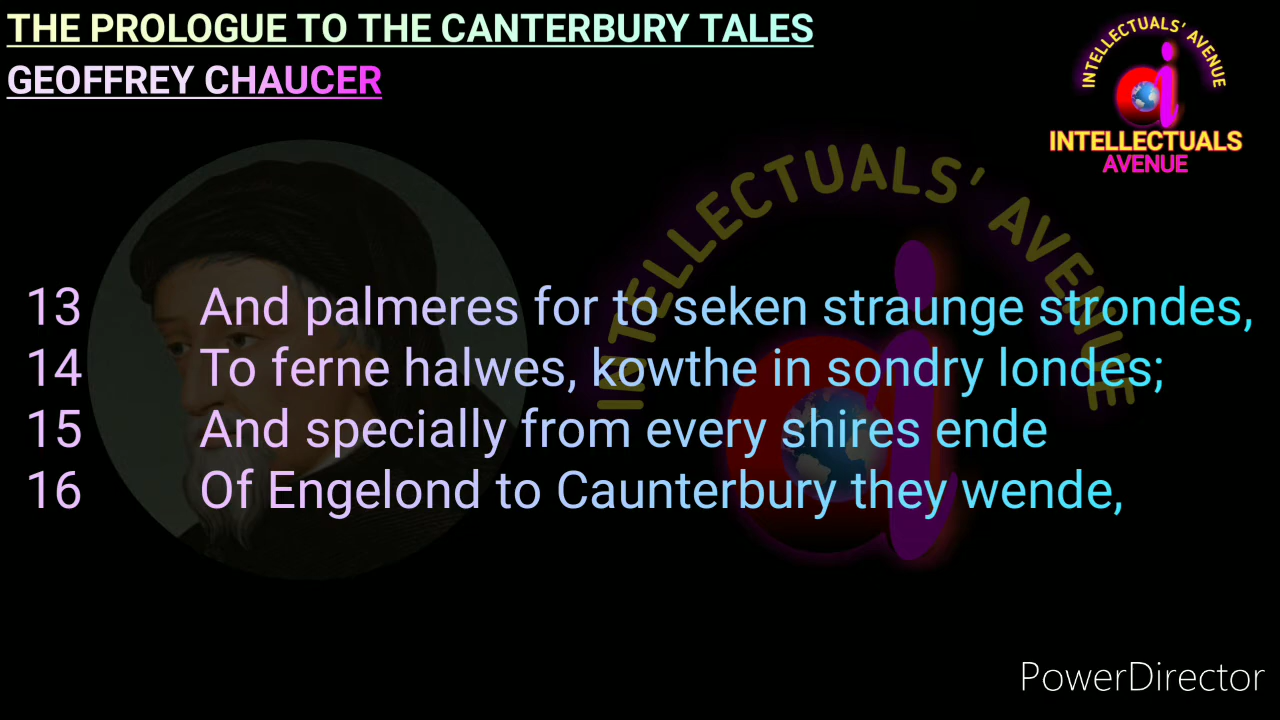 THE PROLOGUE TO THE CANTERBURY TALES
GEOFFREY CHAUCER
INTELLECTUALS' AVENUE
INTELLECTUALS
AVENUE
INTELLECTUALS' AVENUE
13 And palmeres for to seken straunge strondes,
14 To ferne halwes, kowthe in sondry londes;
15 And specially from every shires ende
16 Of Engelond to Caunterbury they wende,
PowerDirector